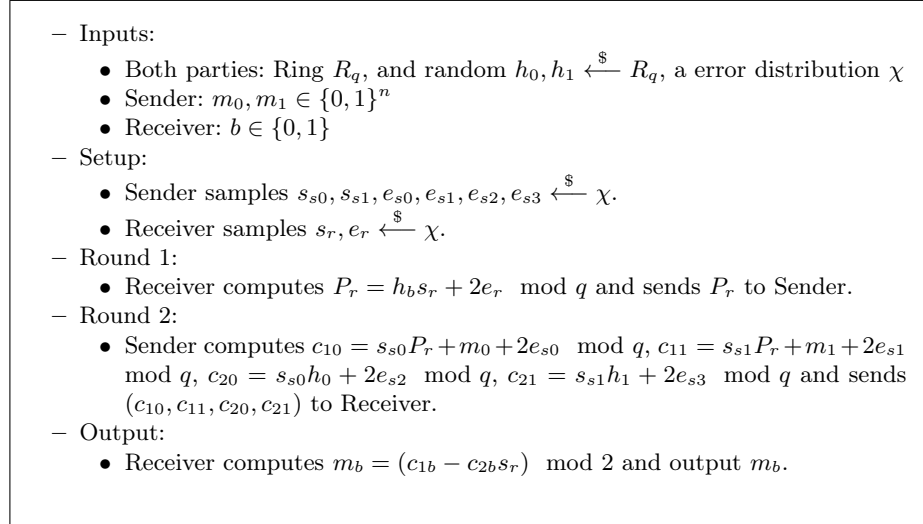 – Inputs:
• Both parties: Ring R_q, and random h_0, h_1 $← R_q, a error distribution χ
• Sender: m_0, m_1 ∈ {0, 1}^n
• Receiver: b ∈ {0, 1}
– Setup:
• Sender samples s_{s0}, s_{s1}, e_{s0}, e_{s1}, e_{s2}, e_{s3} $← χ.
• Receiver samples s_r, e_r $← χ.
– Round 1:
• Receiver computes P_r = h_b s_r + 2e_r mod q and sends P_r to Sender.
– Round 2:
• Sender computes c_{10} = s_{s0}P_r + m_0 + 2e_{s0} mod q, c_{11} = s_{s1}P_r + m_1 + 2e_{s1}
mod q, c_{20} = s_{s0}h_0 + 2e_{s2} mod q, c_{21} = s_{s1}h_1 + 2e_{s3} mod q and sends
(c_{10}, c_{11}, c_{20}, c_{21}) to Receiver.
– Output:
• Receiver computes m_b = (c_{1b} − c_{2b}s_r) mod 2 and output m_b.